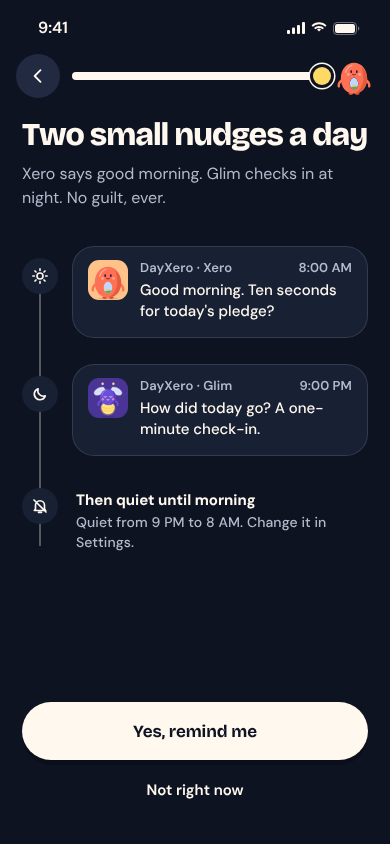 9:41
Two small nudges a day
Xero says good morning. Glim checks in at
night. No guilt, ever.
DayXero · Xero 8:00 AM
Good morning. Ten seconds
for today's pledge?
DayXero · Glim 9:00 PM
How did today go? A one-
minute check-in.
Then quiet until morning
Quiet from 9 PM to 8 AM. Change it in
Settings.
Yes, remind me
Not right now